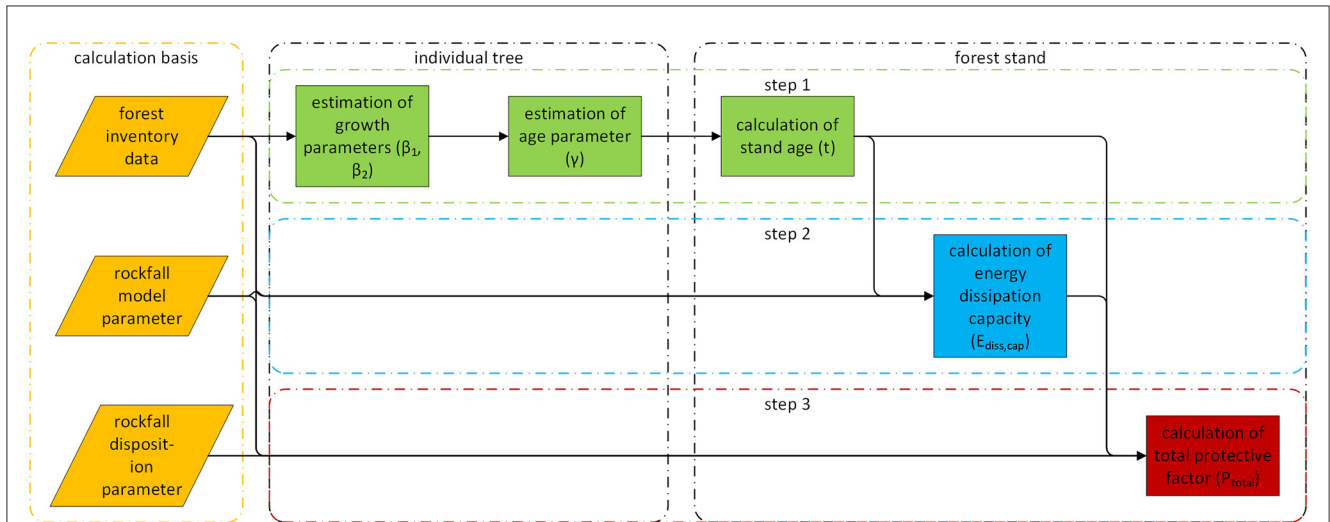 calculation basis
individual tree
forest stand
step 1
forest
inventory
data
estimation of
growth
parameters (β₁,
β₂)
estimation of
age parameter
(γ)
calculation of
stand age (t)
step 2
rockfall
model
parameter
calculation of
energy
dissipation
capacity
(E_diss,cap)
step 3
rockfall
disposit-
ion
parameter
calculation of
total protective
factor (P_total)